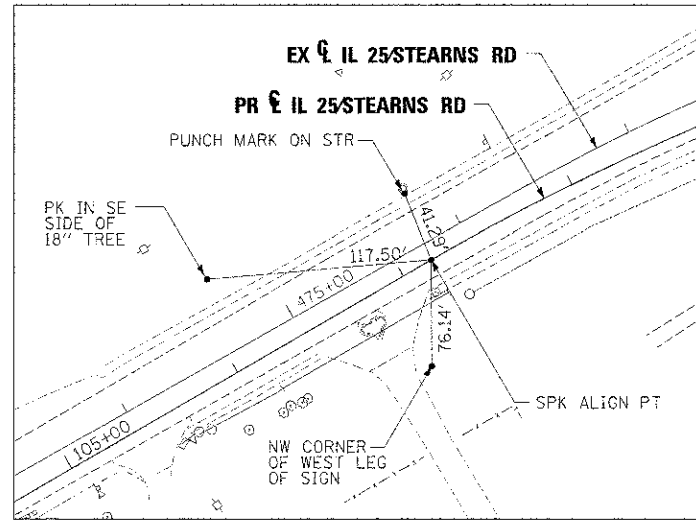 EX ℄ IL 25/STEARNS RD
PR ℄ IL 25/STEARNS RD
PUNCH MARK ON STR
PK IN SE
SIDE OF
18" TREE
41.29'
117.50'
475+00
76.14'
SPK ALIGN PT
105+00
NW CORNER
OF WEST LEG
OF SIGN